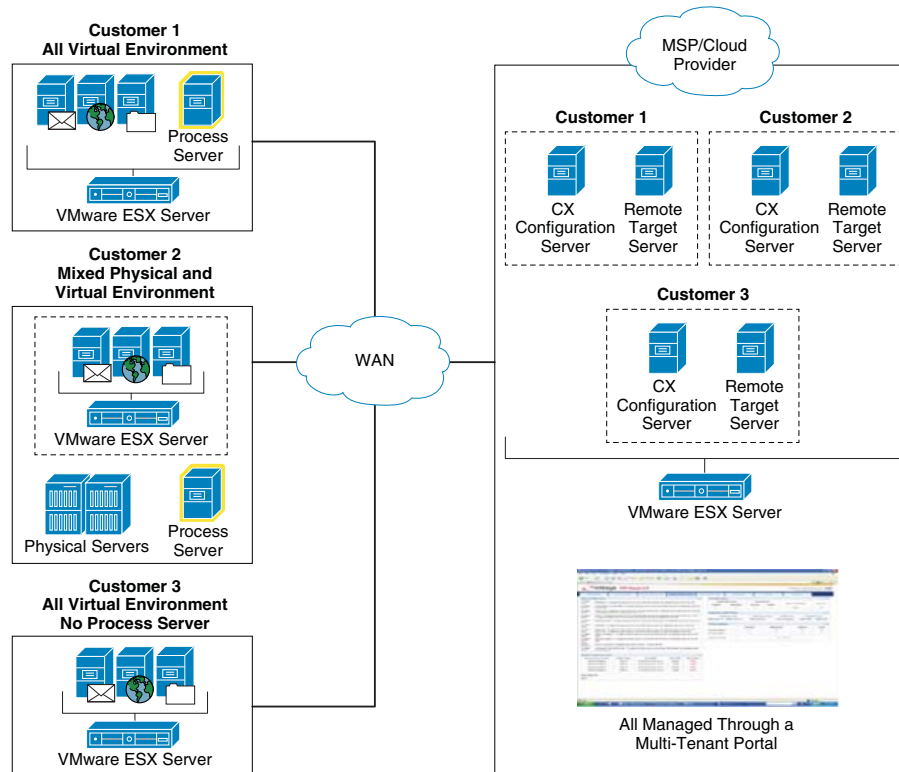 Customer 1
All Virtual Environment
Process
Server
VMware ESX Server
Customer 2
Mixed Physical and
Virtual Environment
VMware ESX Server
Physical Servers
Process
Server
Customer 3
All Virtual Environment
No Process Server
VMware ESX Server
WAN
MSP/Cloud
Provider
Customer 1
CX
Configuration
Server
Remote
Target
Server
Customer 2
CX
Configuration
Server
Remote
Target
Server
Customer 3
CX
Configuration
Server
Remote
Target
Server
VMware ESX Server
All Managed Through a
Multi-Tenant Portal